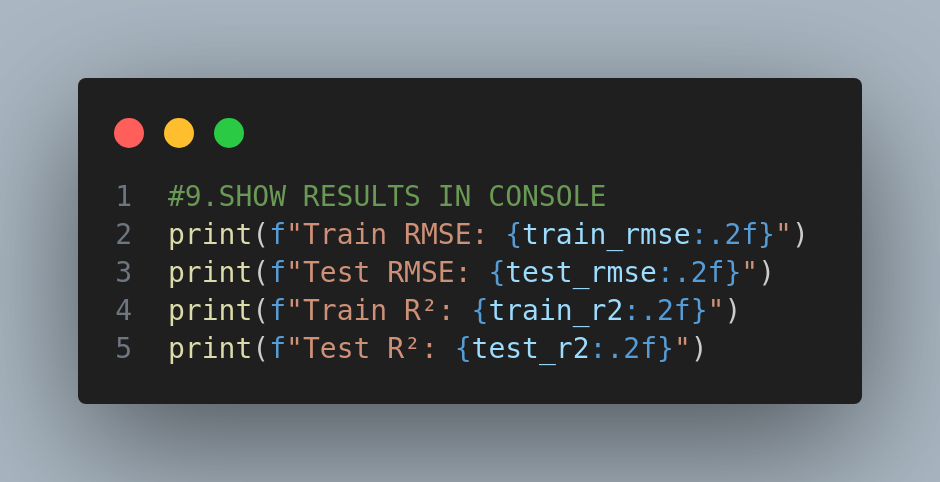 1 #9.SHOW RESULTS IN CONSOLE
2 print(f"Train RMSE: {train_rmse:.2f}")
3 print(f"Test RMSE: {test_rmse:.2f}")
4 print(f"Train R²: {train_r2:.2f}")
5 print(f"Test R²: {test_r2:.2f}")